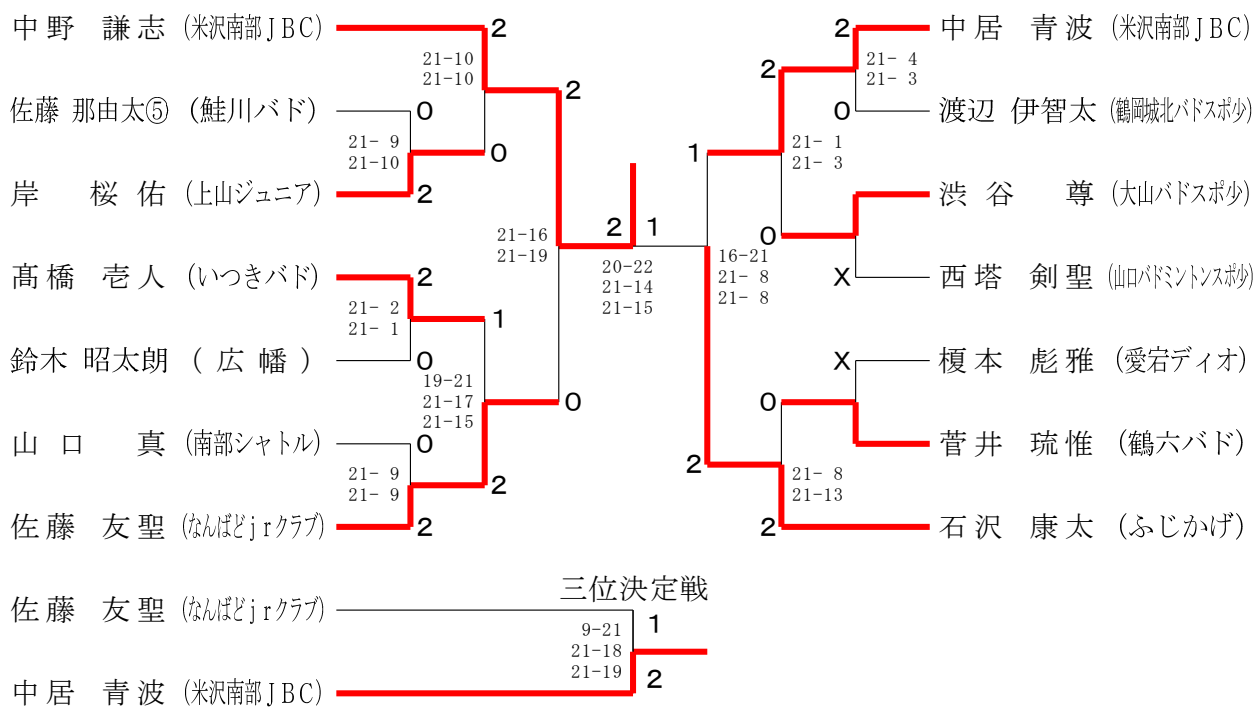 中野 謙志 (米沢南部JBC)
2
21-10
21-10
佐藤 那由太⑤ (鮭川バド)
0
2
21- 9
21-10
0
岸 桜佑 (上山ジュニア)
2
21-16
21-19
髙橋 壱人 (いつきバド)
2
21- 2
21- 1
1
鈴木 昭太朗 (広幡)
0
19-21
21-17
21-15
0
山口 真 (南部シャトル)
0
21- 9
21- 9
2
佐藤 友聖 (なんばどjrクラブ)
2
2 1
20-22
21-14
21-15
2
中居 青波 (米沢南部JBC)
21- 4
21- 3
2
0
渡辺 伊智太 (鶴岡城北バドスポ少)
1
21- 1
21- 3
渋谷 尊 (大山バドスポ少)
0
16-21
21- 8
21- 8
X
西塔 剣聖 (山口バドミントンスポ少)
X
榎本 彪雅 (愛宕ディオ)
0
菅井 琉惟 (鶴六バド)
2
21- 8
21-13
2
石沢 康太 (ふじかげ)
三位決定戦
佐藤 友聖 (なんばどjrクラブ)
1
9-21
21-18
21-19
2
中居 青波 (米沢南部JBC)